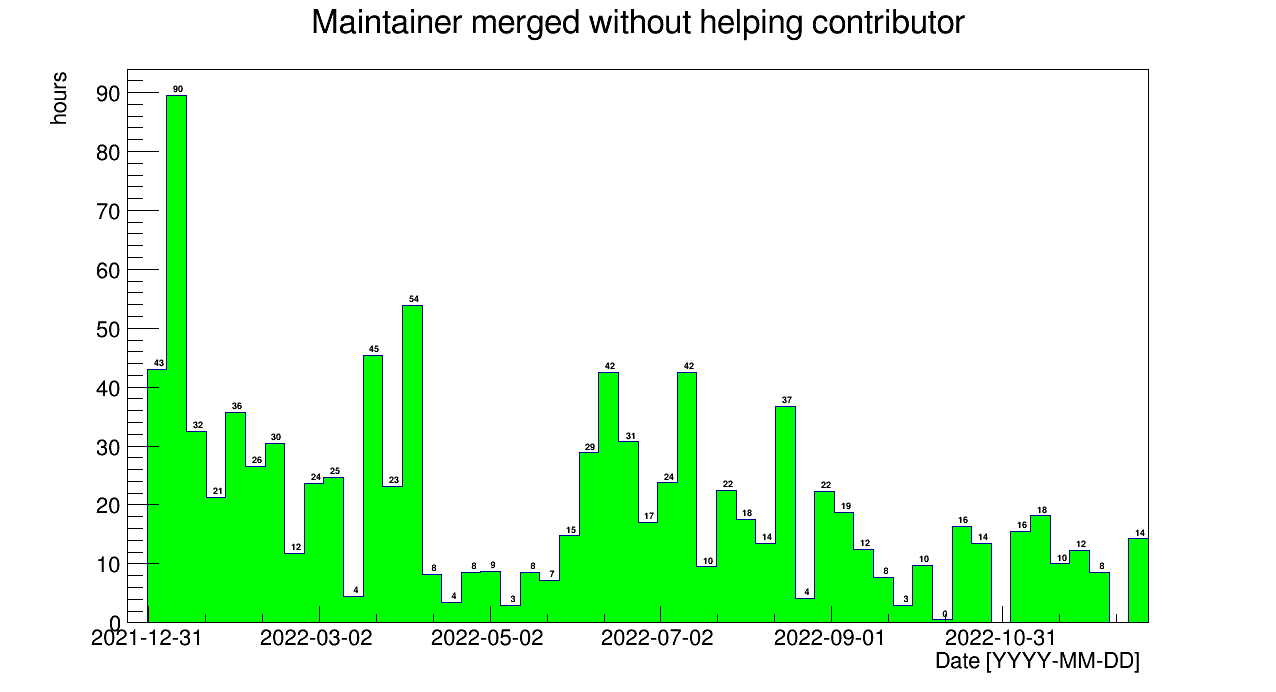 Maintainer merged without helping contributor
hours
90
80
70
60
50
40
30
20
10
0
43 90 32 21 36 26 30 12 24 25 4 45 23 54 8 4 8 9 3 8 7 15 29 42 31 17 24 42 10 22 18 14 37 4 22 19 12 8 3 10 0 16 14 16 18 10 12 8 14
2021-12-31 2022-03-02 2022-05-02 2022-07-02 2022-09-01 2022-10-31
Date [YYYY-MM-DD]